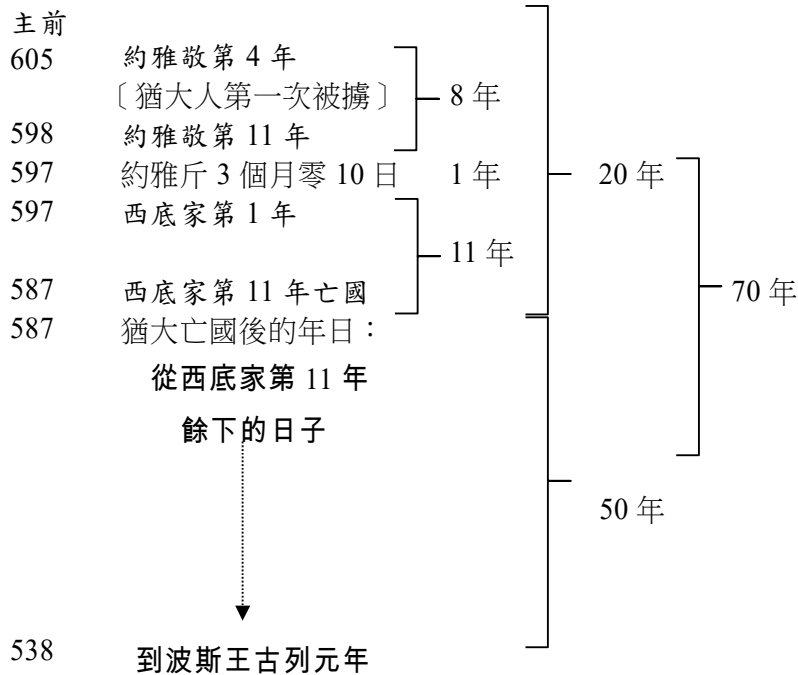 主前
605 約雅敬第 4 年
〔猶大人第一次被擄〕 8 年
598 約雅敬第 11 年
597 約雅斤 3 個月零 10 日 1 年 20 年
597 西底家第 1 年
11 年
587 西底家第 11 年亡國 70 年
587 猶大亡國後的年日：
從西底家第 11 年
餘下的日子
50 年
538 到波斯王古列元年